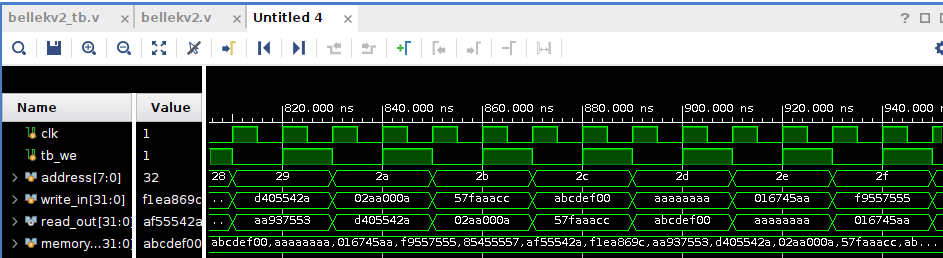 bellekv2_tb.v × bellekv2.v × Untitled 4 ×
?
Name Value
820.000 ns 840.000 ns 860.000 ns 880.000 ns 900.000 ns 920.000 ns 940.000
clk 1
tb_we 1
address[7:0] 32 28 29 2a 2b 2c 2d 2e 2f
write_in[31:0] f1ea869c .. d405542a 02aa000a 57faaacc abcdef00 aaaaaaaa 016745aa f9557555
read_out[31:0] af55542a .. aa937553 d405542a 02aa000a 57faaacc abcdef00 aaaaaaaa 016745aa
memory...31:0] abcdef00 abcdef00,aaaaaaaa,016745aa,f9557555,85455557,af55542a,f1ea869c,aa937553,d405542a,02aa000a,57faaacc,ab...